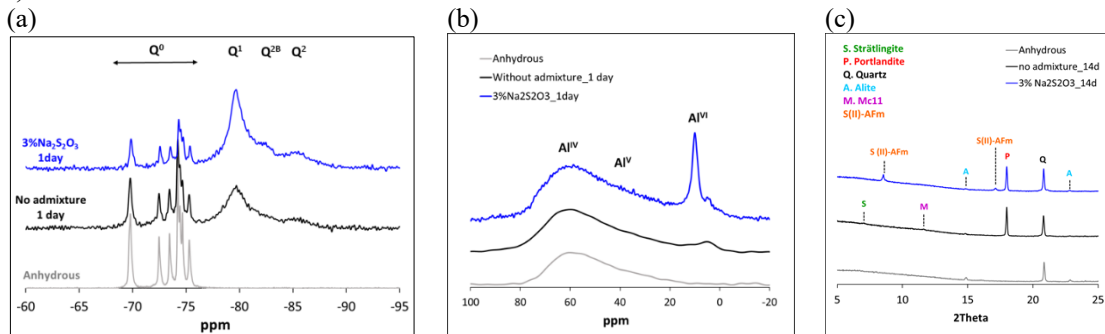 (a)
Q⁰ Q¹ Q²ᴮ Q²
3%Na₂S₂O₃
1day
No admixture
1 day
Anhydrous
-60 -65 -70 -75 -80 -85 -90 -95
ppm
(b)
Anhydrous
Without admixture_1 day
3%Na2S2O3_1day
Alⱽᴵ
Alᴵⱽ
Alⱽ
100 80 60 40 20 0 -20
ppm
(c)
S. Strätlingite
P. Portlandite
Q. Quartz
A. Alite
M. Mc11
S(II)-AFm
Anhydrous
no admixture_14d
3% Na2S2O3_14d
S (II)-AFm
S(II)-AFm
A
P
Q
A
S
M
5 10 15 20 25
2Theta